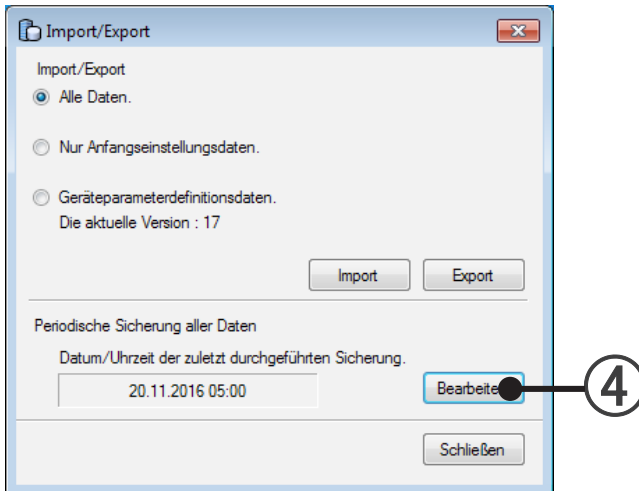 Import/Export
Import/Export
Alle Daten.
Nur Anfangseinstellungsdaten.
Geräteparameterdefinitionsdaten.
Die aktuelle Version : 17
Import Export
Periodische Sicherung aller Daten
Datum/Uhrzeit der zuletzt durchgeführten Sicherung.
20.11.2016 05:00 Bearbeite 4
Schließen